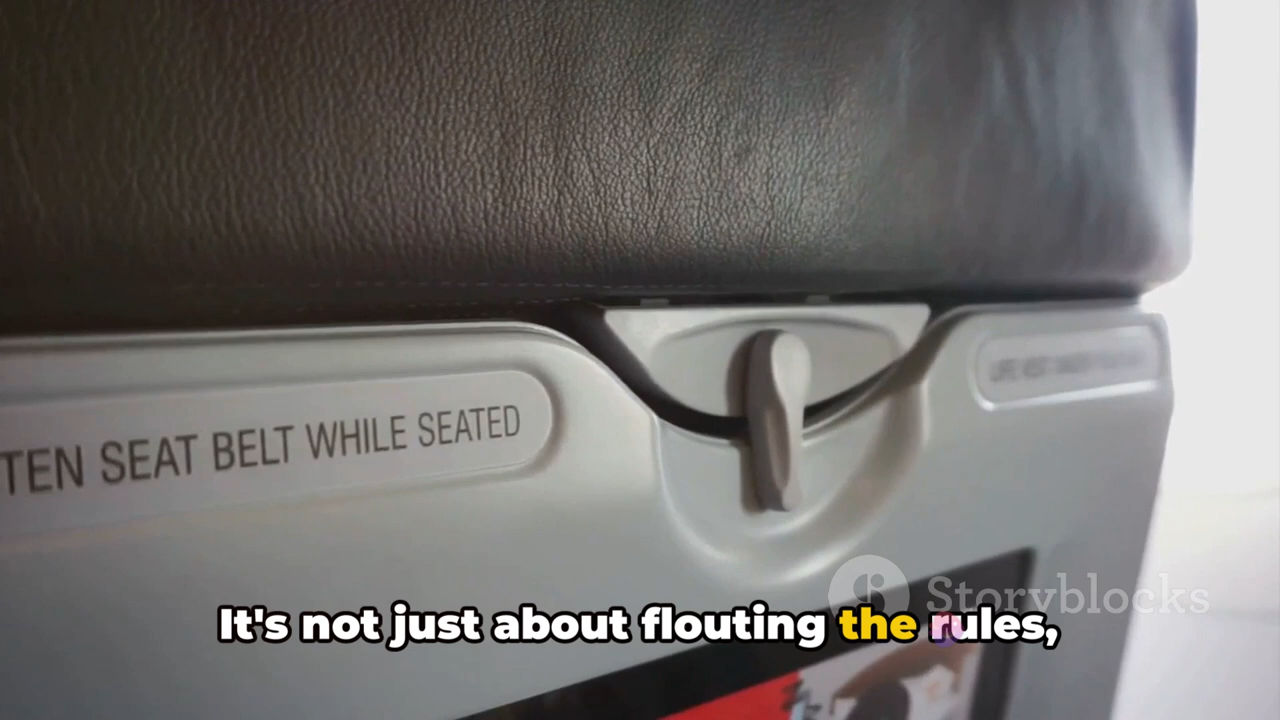 TEN SEAT BELT WHILE SEATED
Storyblocks
It's not just about flouting the rules,